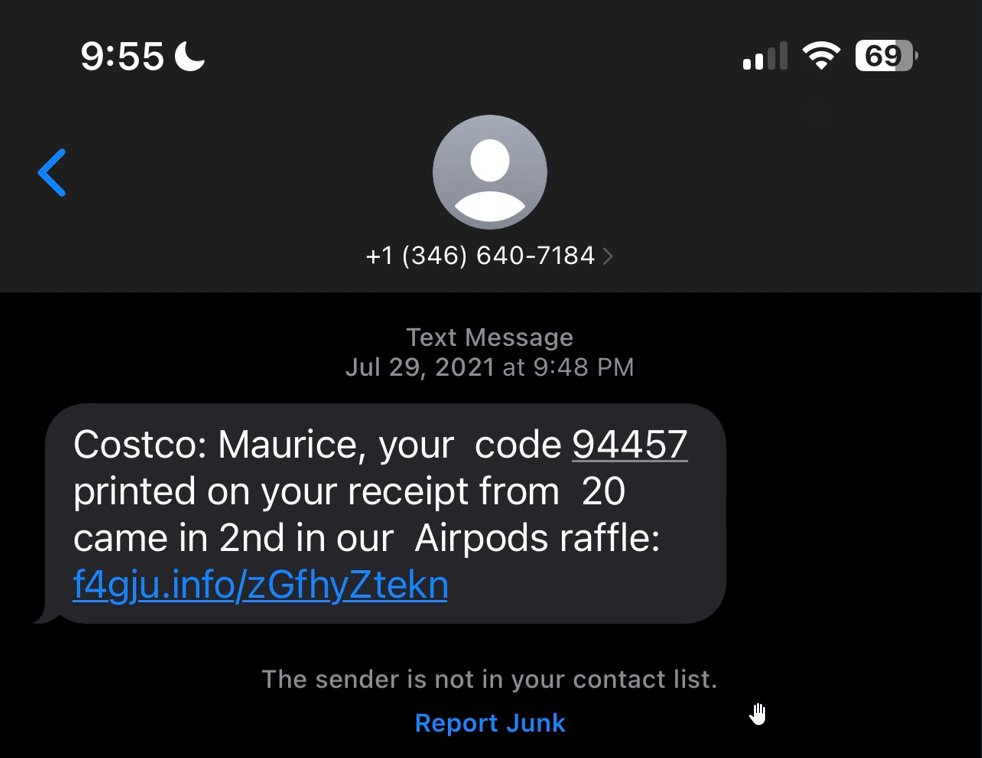 9:55
69
+1 (346) 640-7184
Text Message
Jul 29, 2021 at 9:48 PM
Costco: Maurice, your  code 94457
printed on your receipt from  20
came in 2nd in our  Airpods raffle:
f4gju.info/zGfhyZtekn
The sender is not in your contact list.
Report Junk